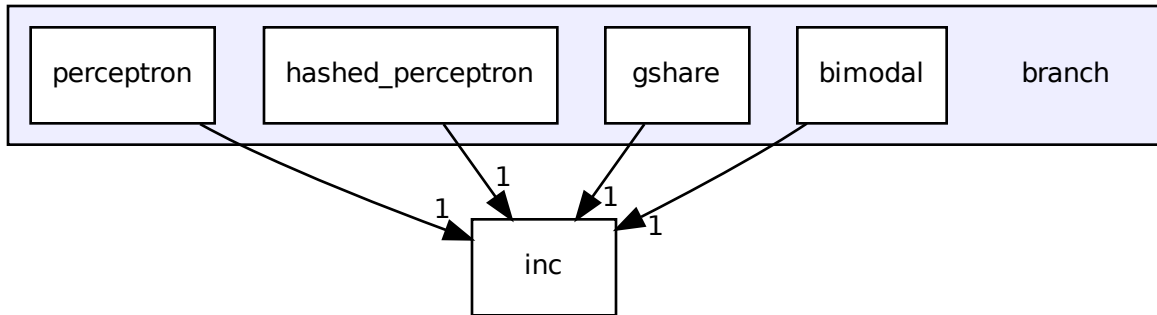 perceptron
hashed_perceptron
gshare
bimodal
branch
1
1
1
1
inc